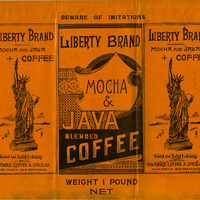 BEWARE OF IMITATIONS
LIBERTY BRAND
MOCHA AND JAVA
COFFEE
LIBERTY BRAND
MOCHA
&
JAVA
BLENDED
COFFEE
WEIGHT 1 POUND
NET
LIBERTY BRAND
MOCHA AND JAVA
COFFEE